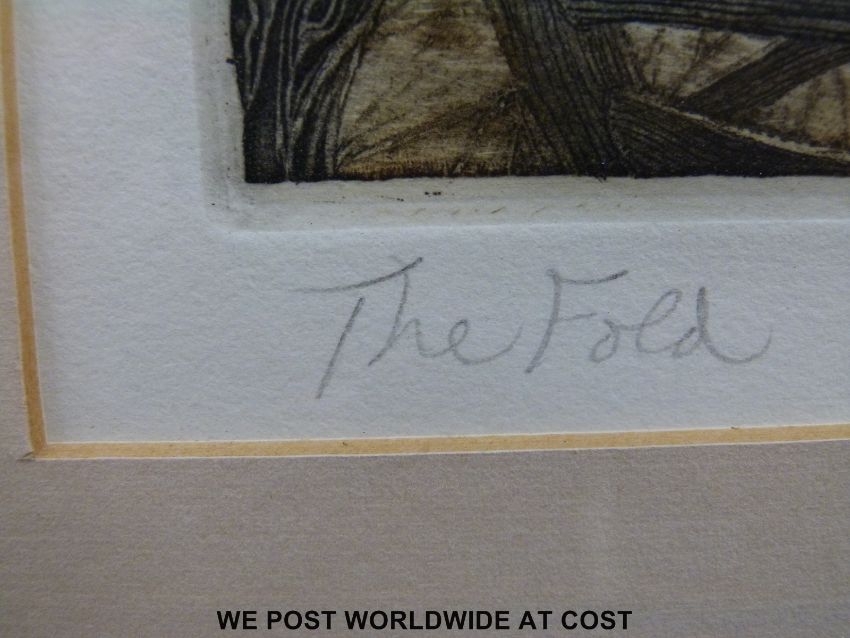 The Fold
WE POST WORLDWIDE AT COST